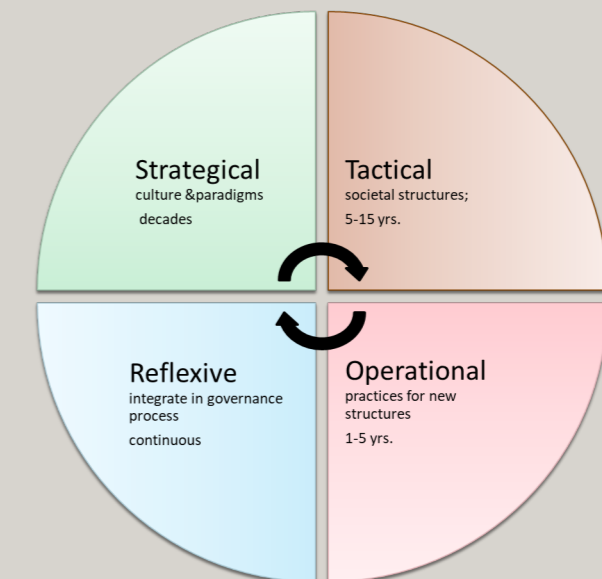 Strategical
culture &paradigms
decades
Tactical
societal structures;
5-15 yrs.
Reflexive
integrate in governance
process
continuous
Operational
practices for new
structures
1-5 yrs.